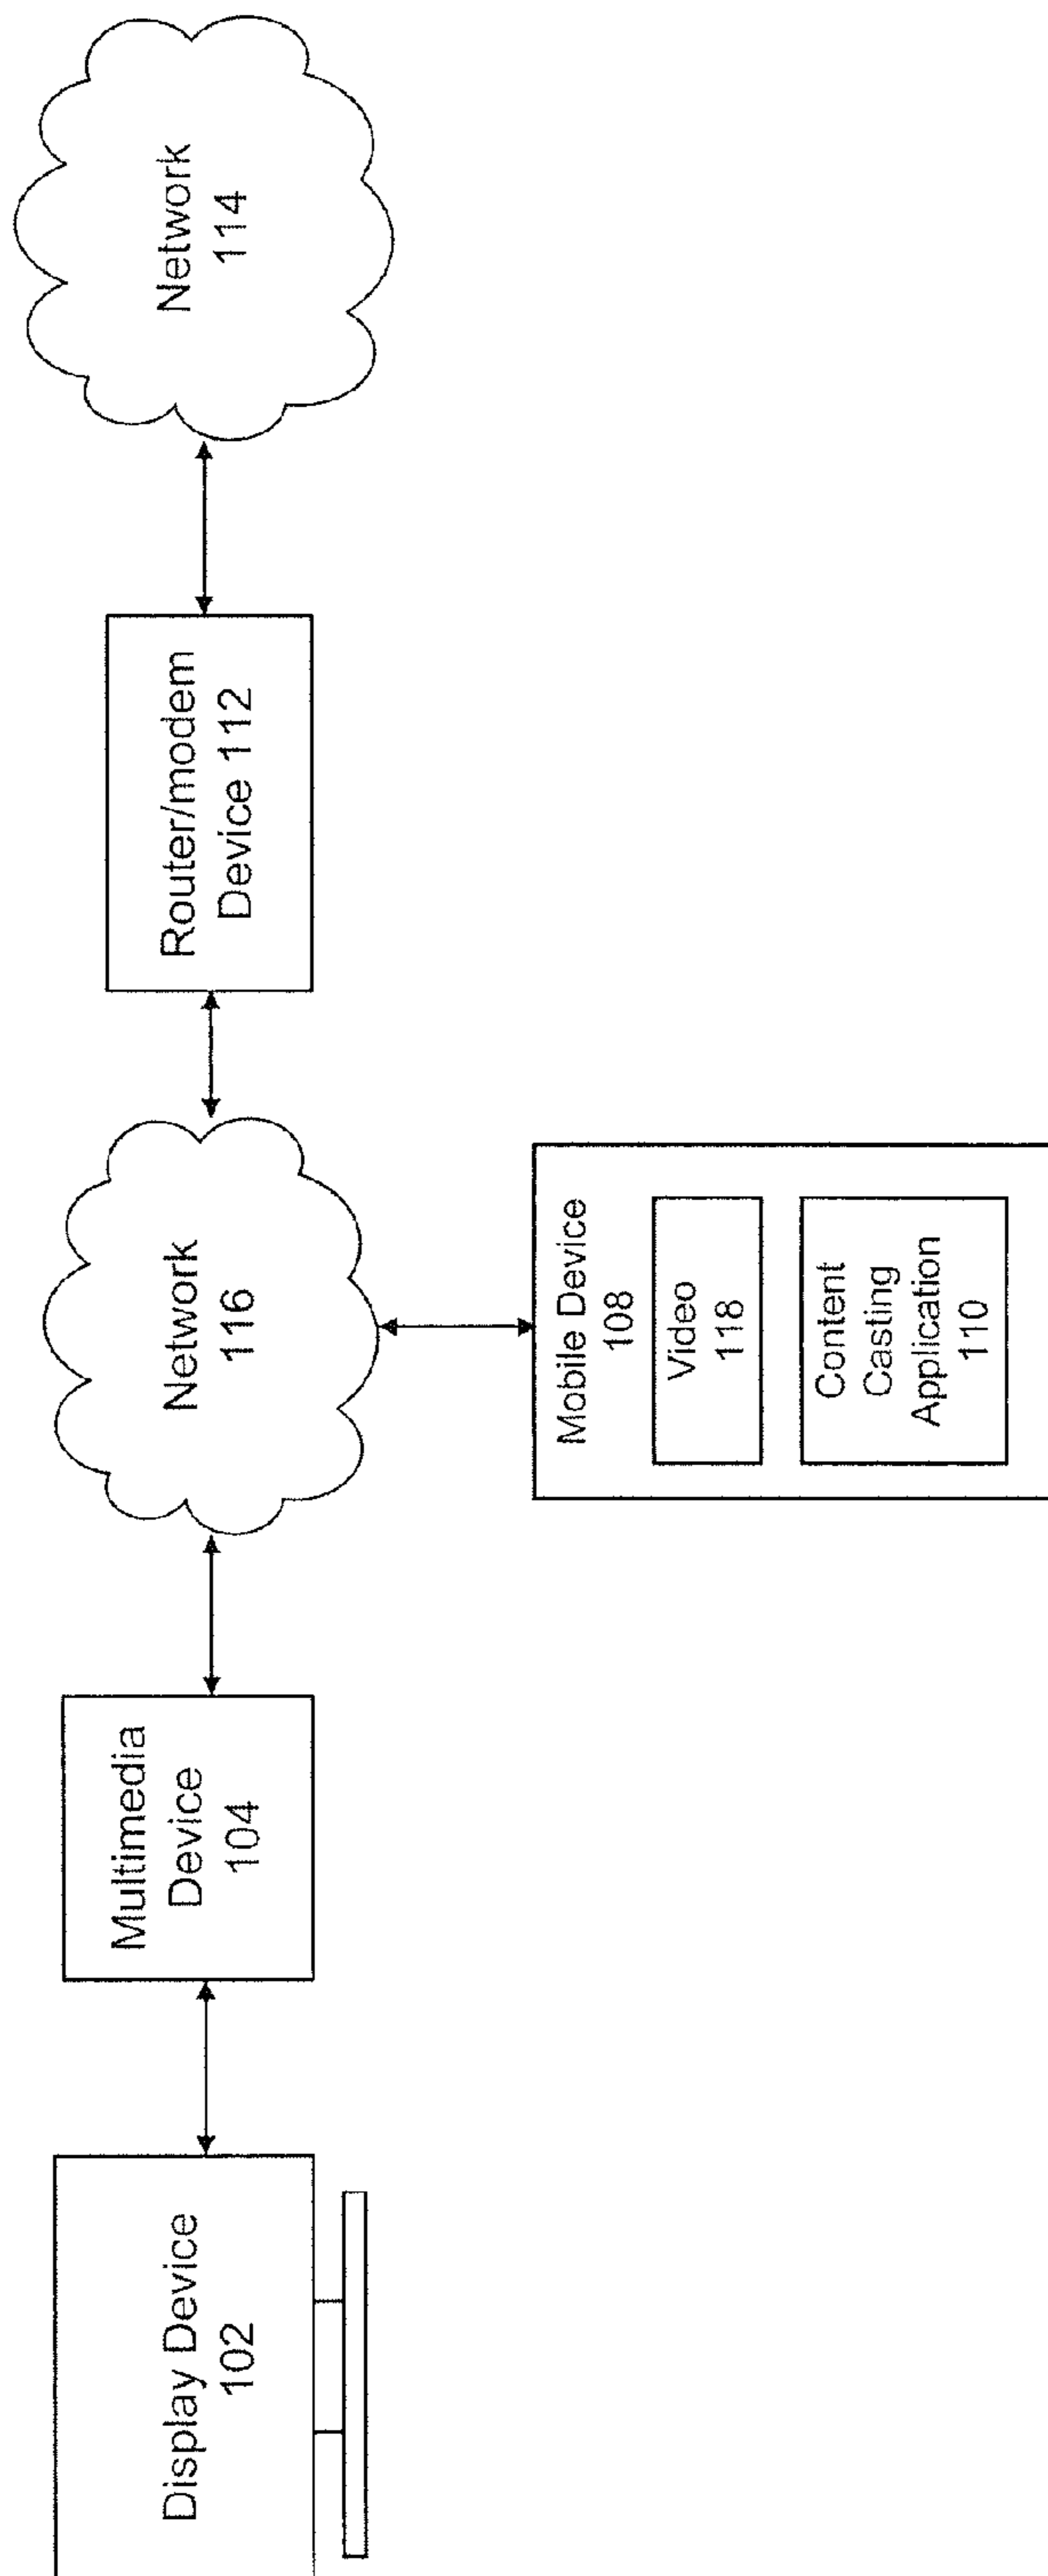 Display Device
102
Multimedia
Device
104
Network
116
Router/modem
Device 112
Network
114
Mobile Device
108
Video
118
Content
Casting
Application
110